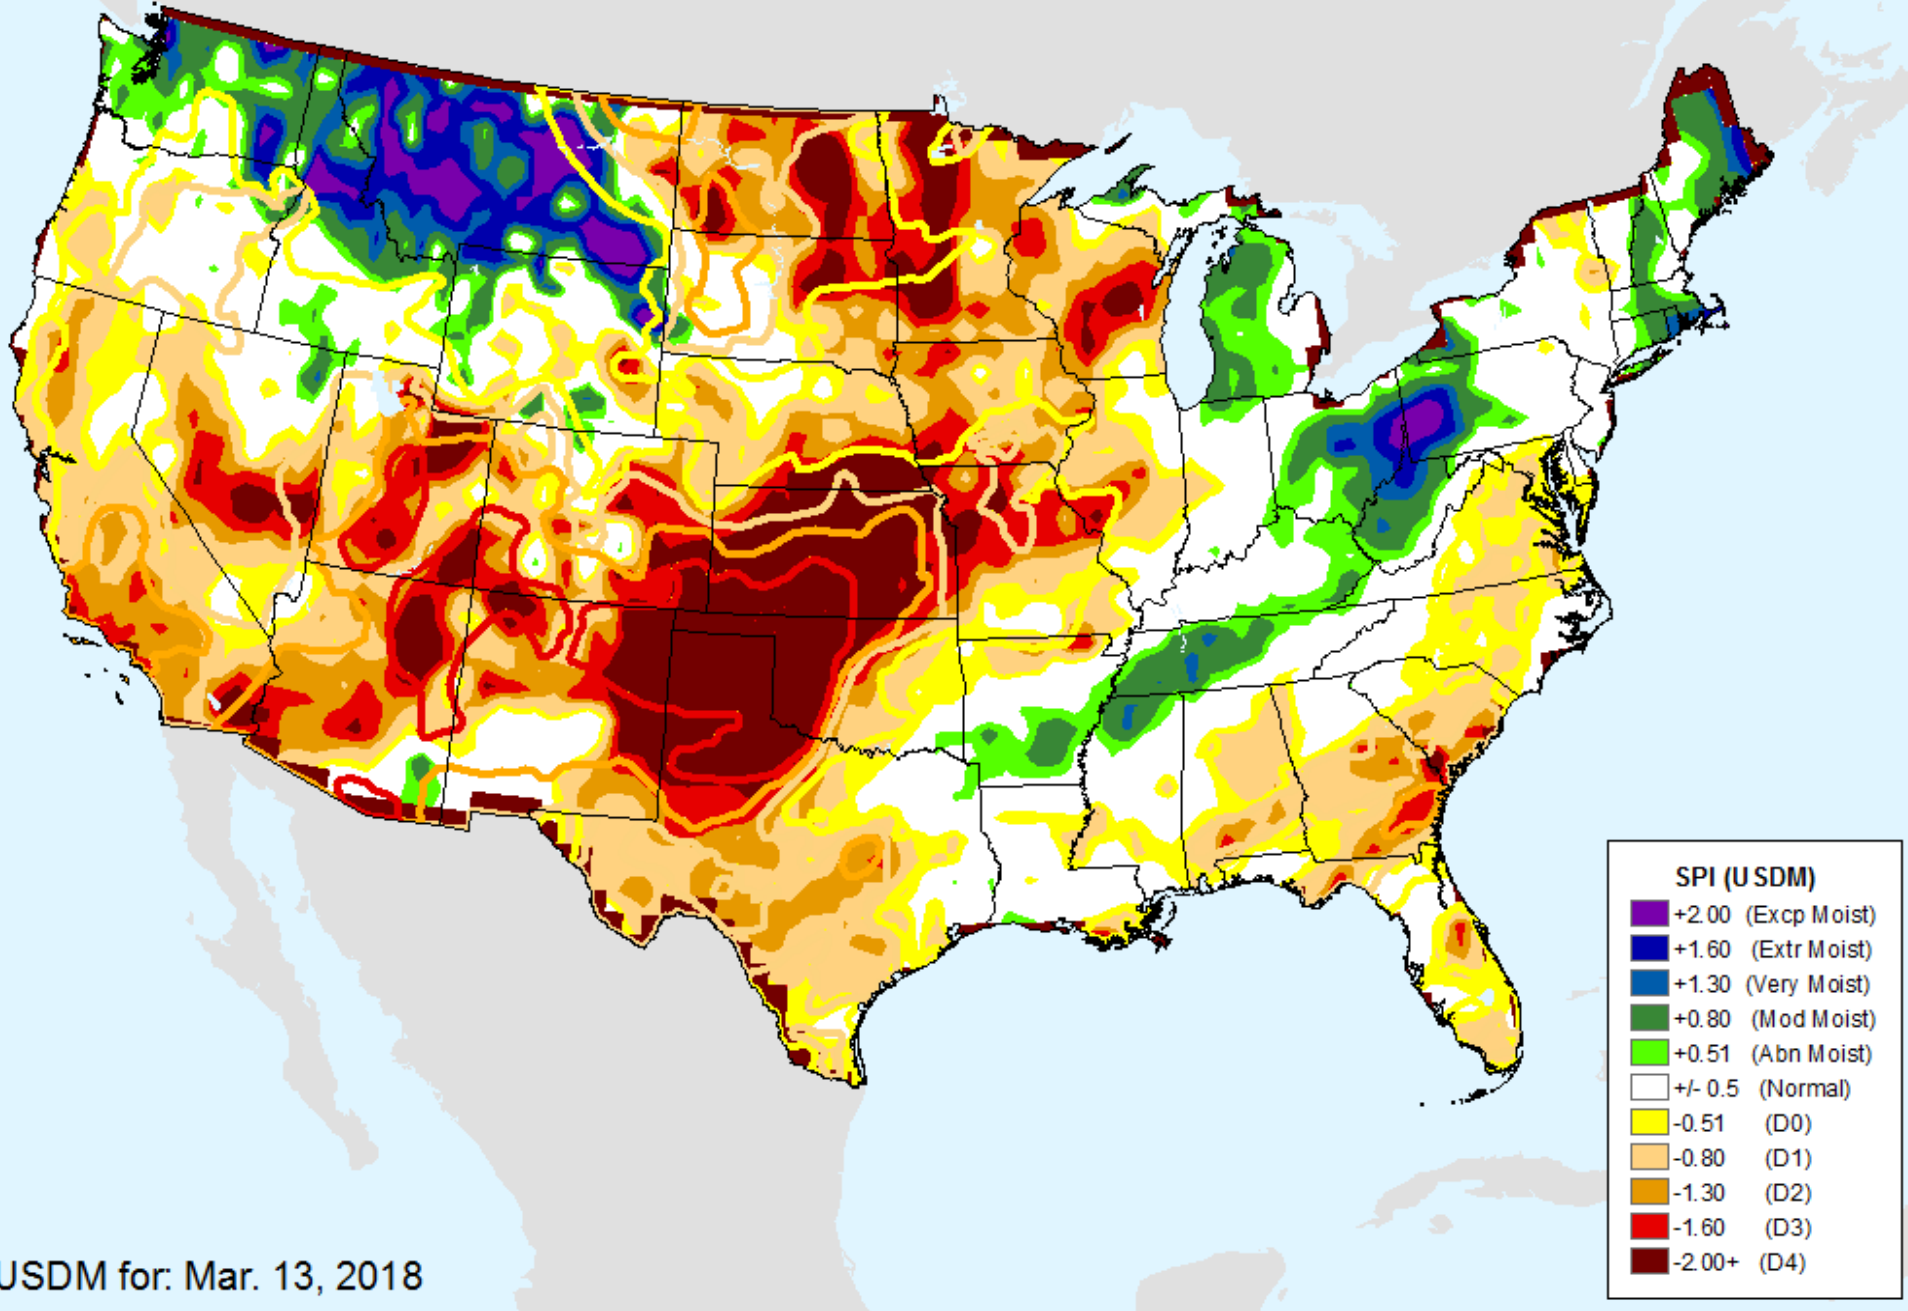 SPI (USDM)
+2.00 (Excp Moist)
+1.60 (Extr Moist)
+1.30 (Very Moist)
+0.80 (Mod Moist)
+0.51 (Abn Moist)
+/- 0.5 (Normal)
-0.51 (D0)
-0.80 (D1)
-1.30 (D2)
-1.60 (D3)
-2.00+ (D4)
USDM for: Mar. 13, 2018